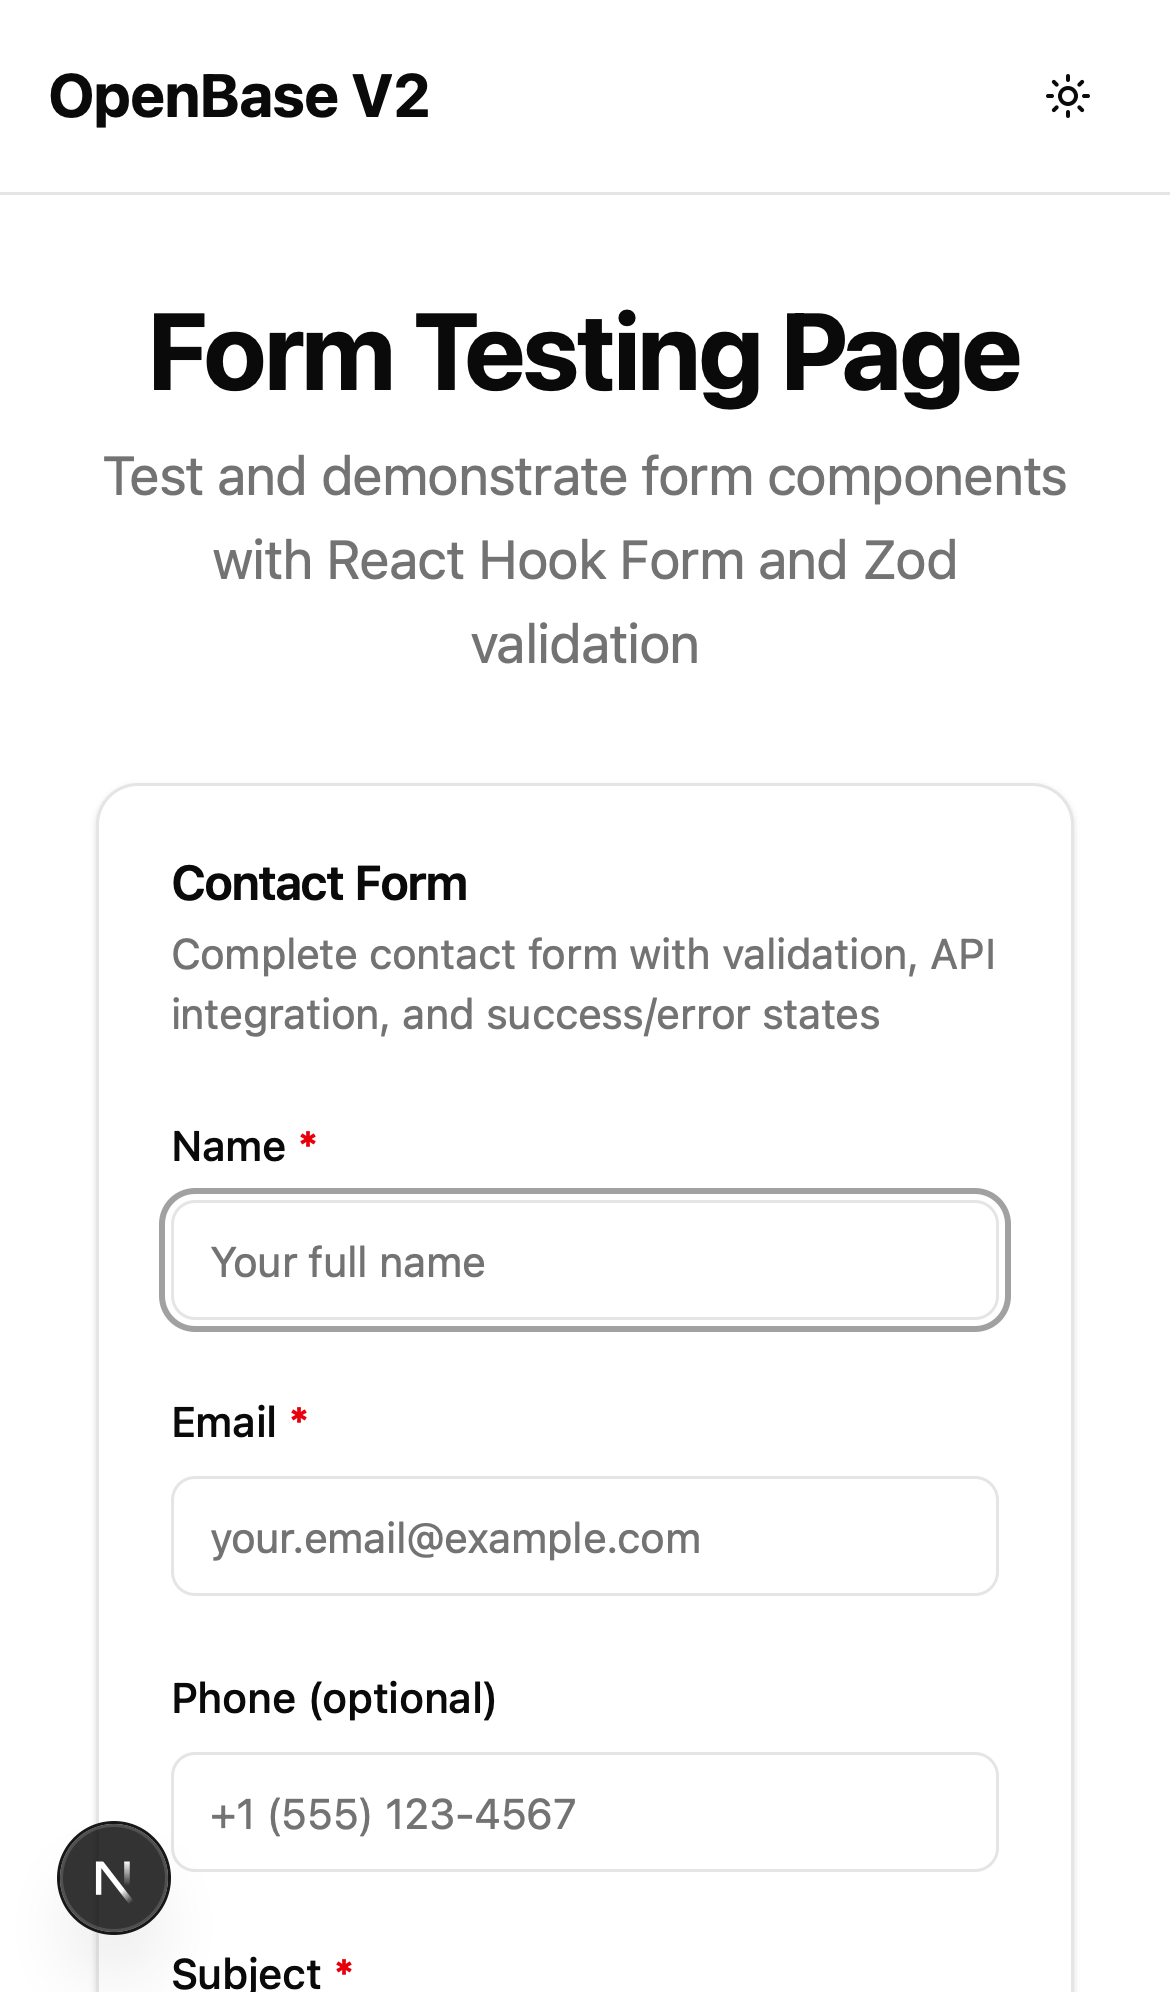 OpenBase V2
Form Testing Page
Test and demonstrate form components
with React Hook Form and Zod
validation
Contact Form
Complete contact form with validation, API
integration, and success/error states
Name *
Your full name
Email *
your.email@example.com
Phone (optional)
+1 (555) 123-4567
N
Subject *